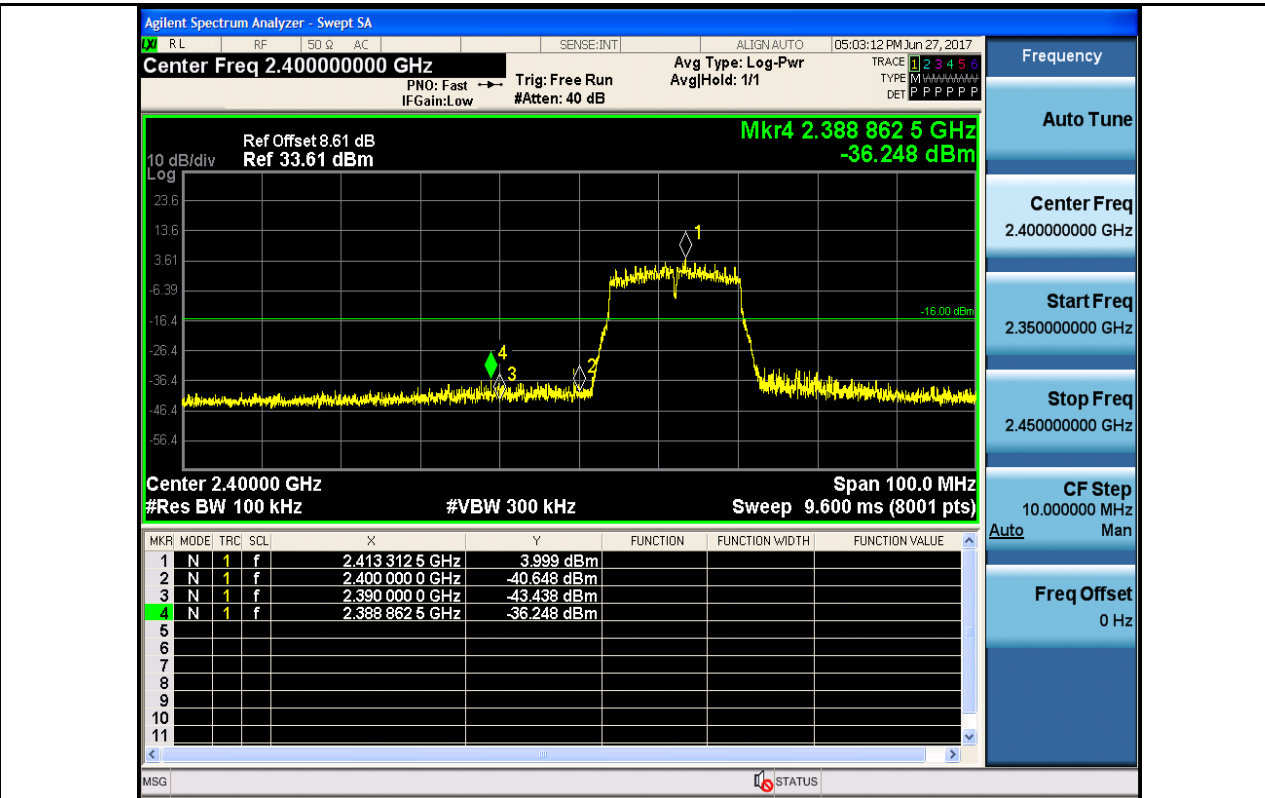 Agilent Spectrum Analyzer - Swept SA
LXI RL RF 50 Ω AC SENSE:INT ALIGN AUTO 05:03:12 PM Jun 27, 2017
Center Freq 2.400000000 GHz
PNO: Fast
IFGain:Low
Trig: Free Run
#Atten: 40 dB
Avg Type: Log-Pwr
Avg|Hold: 1/1
TRACE 1 2 3 4 5 6
TYPE M
DET P P P P P P
Mkr4 2.388 862 5 GHz
-36.248 dBm
Ref Offset 8.61 dB
10 dB/div Ref 33.61 dBm
Log
23.6
13.6
3.61
-6.39
-16.4
-26.4
-36.4
-46.4
-56.4
1
-16.00 dBm
4
3
2
Center 2.40000 GHz Span 100.0 MHz
#Res BW 100 kHz #VBW 300 kHz Sweep 9.600 ms (8001 pts)
MKR MODE TRC SCL X Y FUNCTION FUNCTION WIDTH FUNCTION VALUE
1 N 1 f 2.413 312 5 GHz 3.999 dBm
2 N 1 f 2.400 000 0 GHz -40.648 dBm
3 N 1 f 2.390 000 0 GHz -43.438 dBm
4 N 1 f 2.388 862 5 GHz -36.248 dBm
5
6
7
8
9
10
11
MSG STATUS
Frequency
Auto Tune
Center Freq
2.400000000 GHz
Start Freq
2.350000000 GHz
Stop Freq
2.450000000 GHz
CF Step
10.000000 MHz
Auto Man
Freq Offset
0 Hz